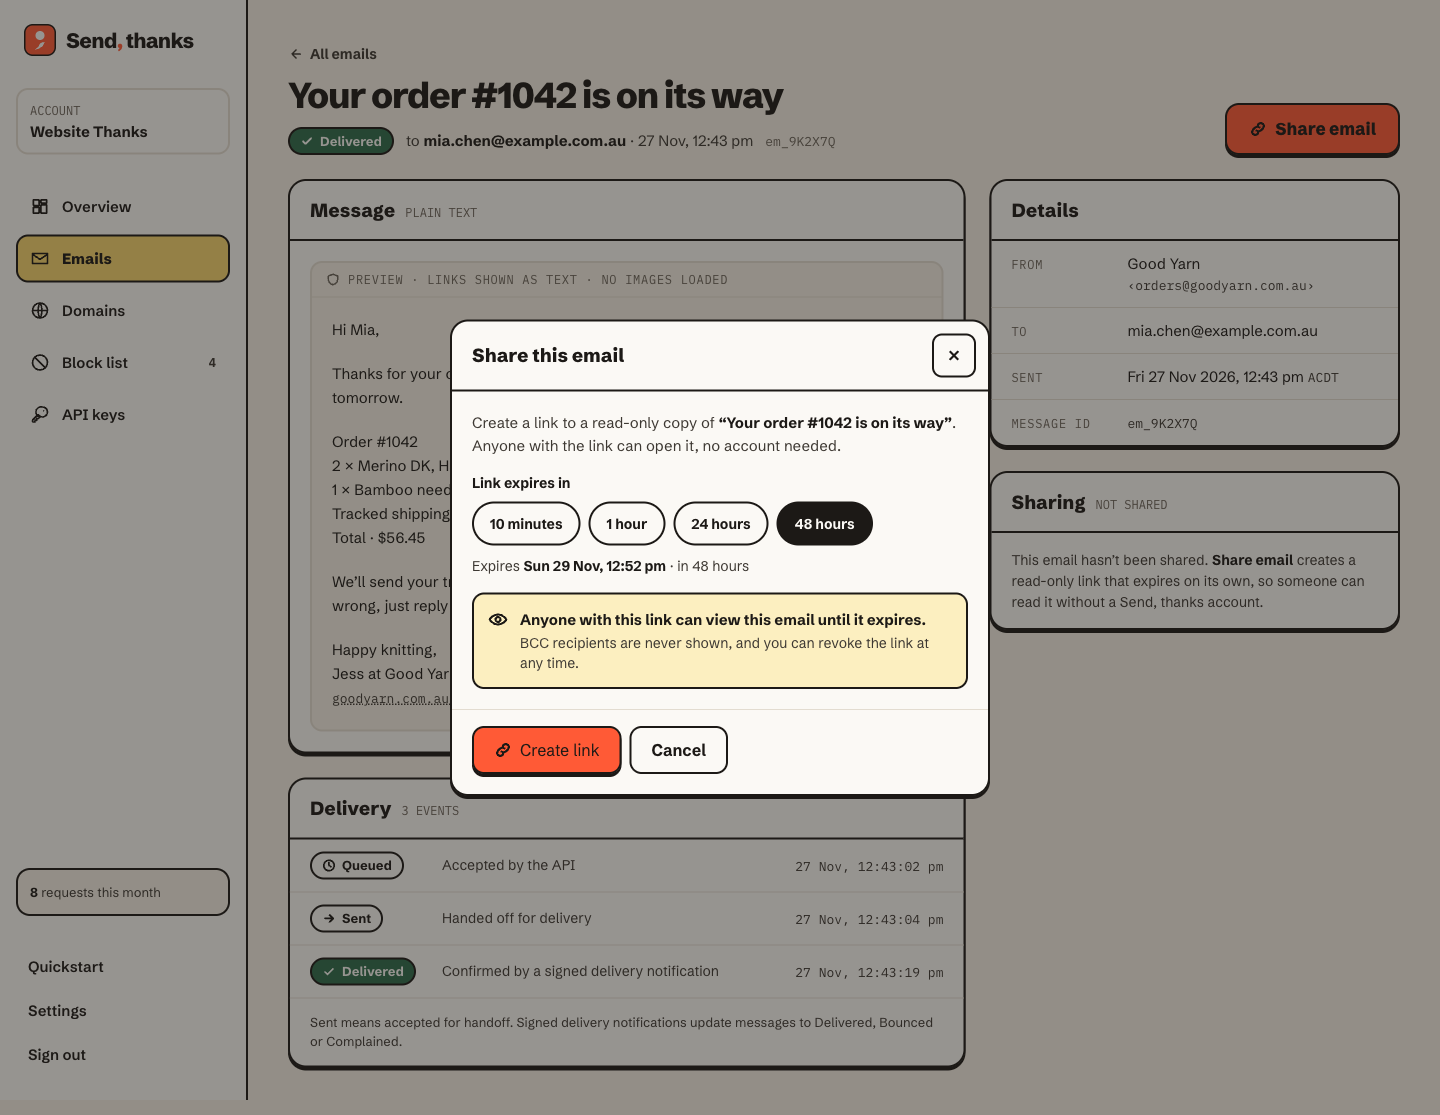 Send, thanks
ACCOUNT
Website Thanks
Overview
Emails
Domains
Block list 4
API keys
8 requests this month
Quickstart
Settings
Sign out
← All emails
Your order #1042 is on its way
Delivered to mia.chen@example.com.au · 27 Nov, 12:43 pm em_9K2X7Q
Share email
Message PLAIN TEXT
PREVIEW · LINKS SHOWN AS TEXT · NO IMAGES LOADED
Hi Mia,
Thanks for your
tomorrow.
Order #1042
2 × Merino DK, H
1 × Bamboo need
Tracked shipping
Total · $56.45
We'll send your
wrong, just reply
Happy knitting,
Jess at Good Yar
goodyarn.com.au
Share this email
×
Create a link to a read-only copy of “Your order #1042 is on its way”.
Anyone with the link can open it, no account needed.
Link expires in
10 minutes
1 hour
24 hours
48 hours
Expires Sun 29 Nov, 12:52 pm · in 48 hours
Anyone with this link can view this email until it expires.
BCC recipients are never shown, and you can revoke the link at
any time.
Create link
Cancel
Delivery 3 EVENTS
Queued Accepted by the API 27 Nov, 12:43:02 pm
Sent Handed off for delivery 27 Nov, 12:43:04 pm
Delivered Confirmed by a signed delivery notification 27 Nov, 12:43:19 pm
Sent means accepted for handoff. Signed delivery notifications update messages to Delivered, Bounced
or Complained.
Details
FROM Good Yarn
‹orders@goodyarn.com.au›
TO mia.chen@example.com.au
SENT Fri 27 Nov 2026, 12:43 pm ACDT
MESSAGE ID em_9K2X7Q
Sharing NOT SHARED
This email hasn't been shared. Share email creates a
read-only link that expires on its own, so someone can
read it without a Send, thanks account.